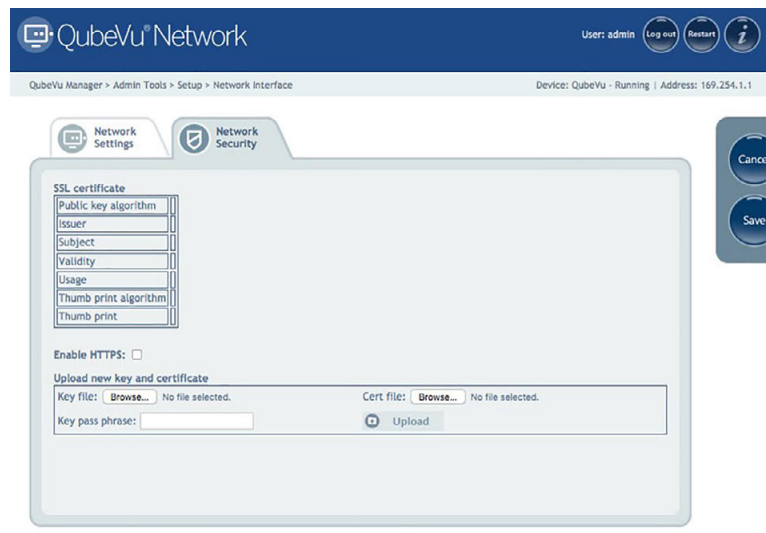 QubeVu® Network
User: admin
Log out
Restart
i
QubeVu Manager > Admin Tools > Setup > Network Interface
Device: QubeVu - Running | Address: 169.254.1.1
Network
Settings
Network
Security
Cance
Save
SSL certificate
Public key algorithm
Issuer
Subject
Validity
Usage
Thumb print algorithm
Thumb print
Enable HTTPS:
Upload new key and certificate
Key file: Browse... No file selected. Cert file: Browse... No file selected.
Key pass phrase: Upload